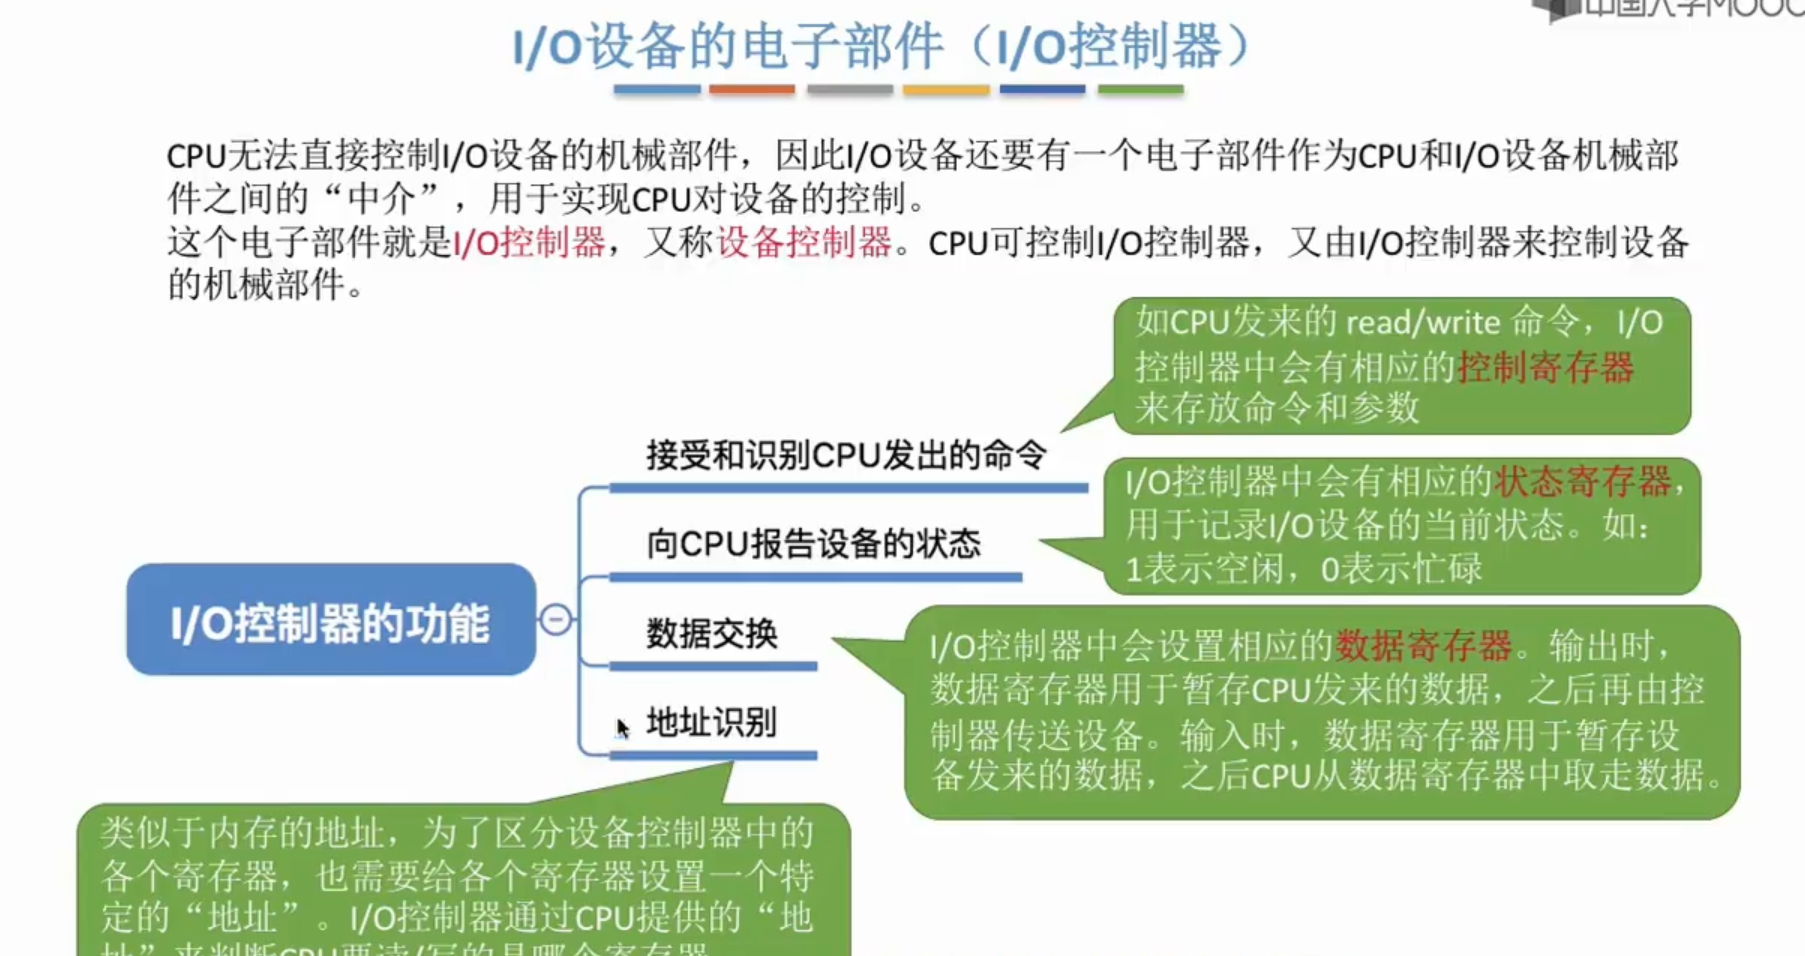 中国大学MOOC
I/O设备的电子部件（I/O控制器）
CPU无法直接控制I/O设备的机械部件，因此I/O设备还要有一个电子部件作为CPU和I/O设备机械部
件之间的“中介”，用于实现CPU对设备的控制。
这个电子部件就是I/O控制器，又称设备控制器。CPU可控制I/O控制器，又由I/O控制器来控制设备
的机械部件。
如CPU发来的 read/write 命令，I/O
控制器中会有相应的控制寄存器
来存放命令和参数
接受和识别CPU发出的命令
I/O控制器中会有相应的状态寄存器，
用于记录I/O设备的当前状态。如：
1表示空闲，0表示忙碌
向CPU报告设备的状态
I/O控制器的功能
数据交换
I/O控制器中会设置相应的数据寄存器。输出时，
数据寄存器用于暂存CPU发来的数据，之后再由控
制器传送设备。输入时，数据寄存器用于暂存设
备发来的数据，之后CPU从数据寄存器中取走数据。
地址识别
类似于内存的地址，为了区分设备控制器中的
各个寄存器，也需要给各个寄存器设置一个特
定的“地址”。I/O控制器通过CPU提供的“地
址”来判断CPU要读/写的是哪个寄存器